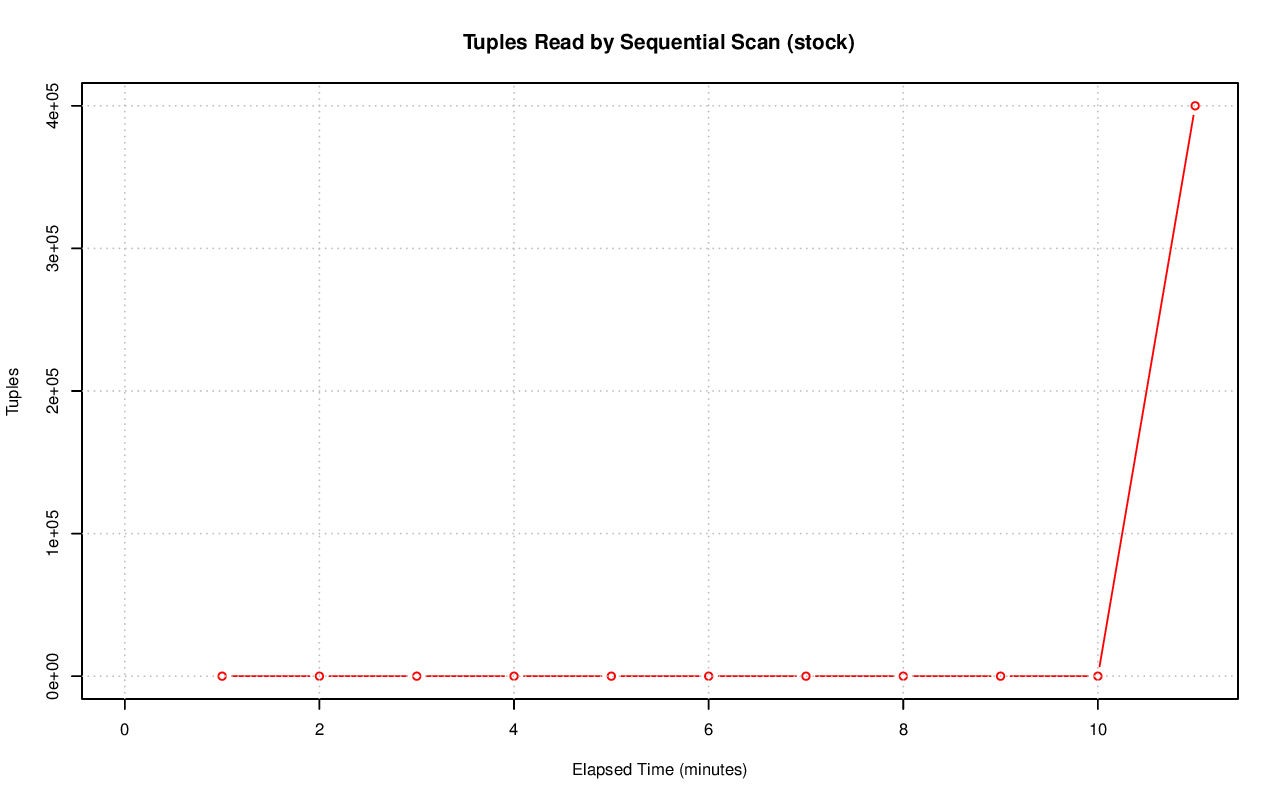 Tuples Read by Sequential Scan (stock)
4e+05
3e+05
2e+05
1e+05
0e+00
Tuples
0 2 4 6 8 10
Elapsed Time (minutes)